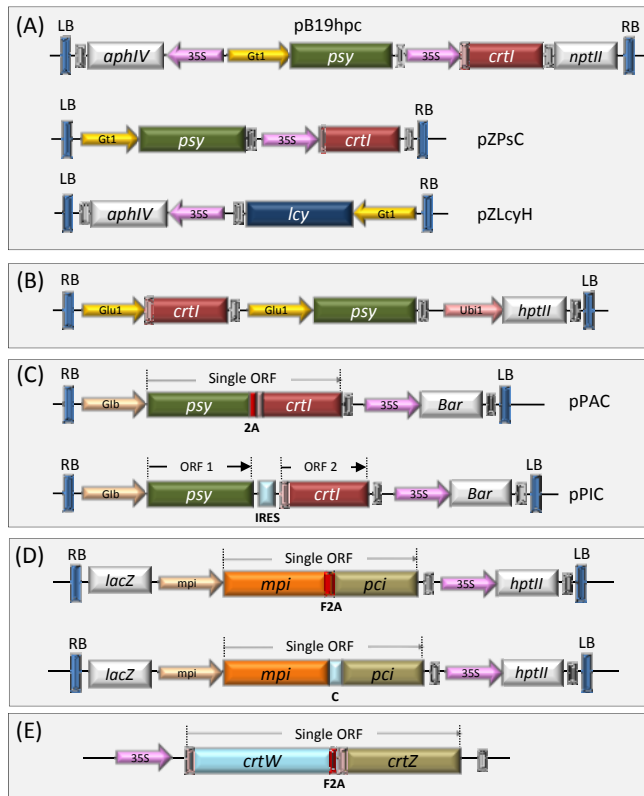 (A) LB pB19hpc RB
aphIV 35S Gt1 psy 35S crtI nptII
LB RB
Gt1 psy 35S crtI pZPsC
LB RB
aphIV 35S lcy Gt1 pZLcyH
(B) RB LB
Glu1 crtI Glu1 psy Ubi1 hptII
(C) RB Single ORF LB
Glb psy crtI 35S Bar pPAC
2A
RB ORF 1 ORF 2 LB
Glb psy crtI 35S Bar pPIC
IRES
(D) RB Single ORF LB
lacZ mpi mpi pci 35S hptII
F2A
RB Single ORF LB
lacZ mpi mpi pci 35S hptII
C
(E) Single ORF
35S crtW crtZ
F2A